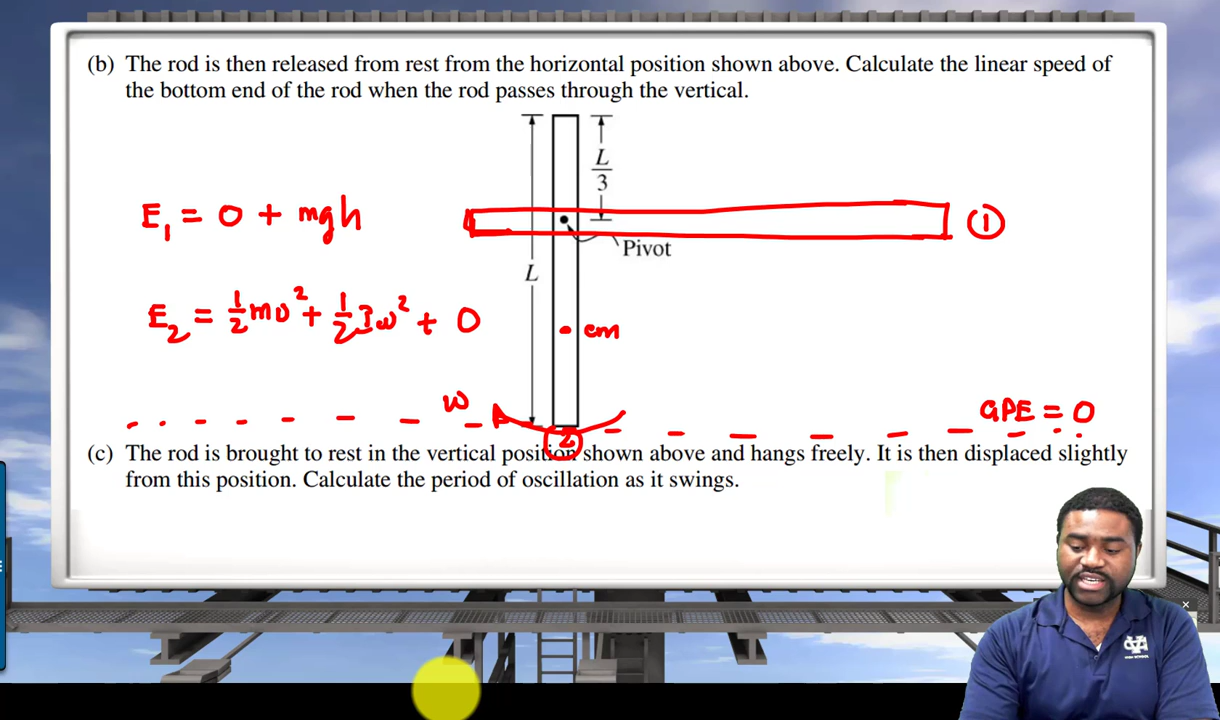 (b) The rod is then released from rest from the horizontal position shown above. Calculate the linear speed of
the bottom end of the rod when the rod passes through the vertical.
L
3
E₁ = 0 + mgh
①
Pivot
L
E₂ = ½mv² + ½Iω² + 0
cm
ω
GPE = 0
②
(c) The rod is brought to rest in the vertical position shown above and hangs freely. It is then displaced slightly
from this position. Calculate the period of oscillation as it swings.